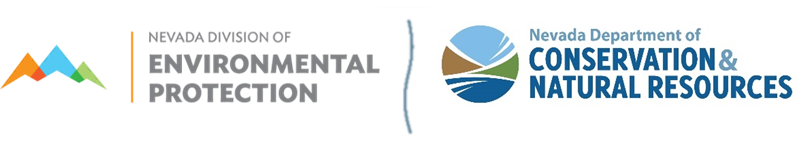 NEVADA DIVISION OF
ENVIRONMENTAL
PROTECTION
Nevada Department of
CONSERVATION &
NATURAL RESOURCES